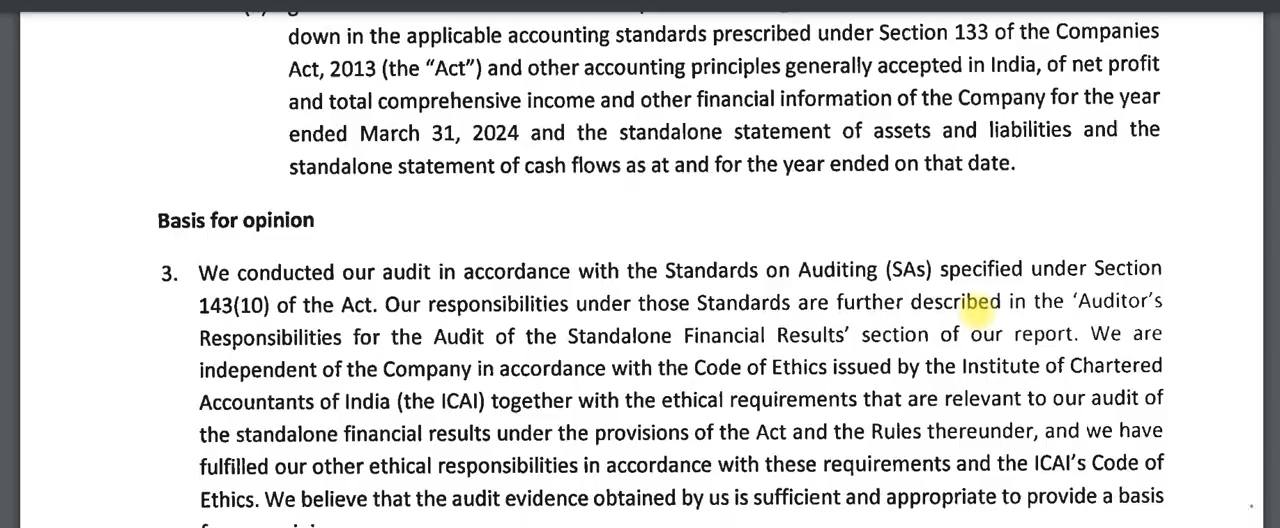 down in the applicable accounting standards prescribed under Section 133 of the Companies
Act, 2013 (the “Act”) and other accounting principles generally accepted in India, of net profit
and total comprehensive income and other financial information of the Company for the year
ended March 31, 2024 and the standalone statement of assets and liabilities and the
standalone statement of cash flows as at and for the year ended on that date.
Basis for opinion
3. We conducted our audit in accordance with the Standards on Auditing (SAs) specified under Section
143(10) of the Act. Our responsibilities under those Standards are further described in the ‘Auditor’s
Responsibilities for the Audit of the Standalone Financial Results’ section of our report. We are
independent of the Company in accordance with the Code of Ethics issued by the Institute of Chartered
Accountants of India (the ICAI) together with the ethical requirements that are relevant to our audit of
the standalone financial results under the provisions of the Act and the Rules thereunder, and we have
fulfilled our other ethical responsibilities in accordance with these requirements and the ICAI’s Code of
Ethics. We believe that the audit evidence obtained by us is sufficient and appropriate to provide a basis